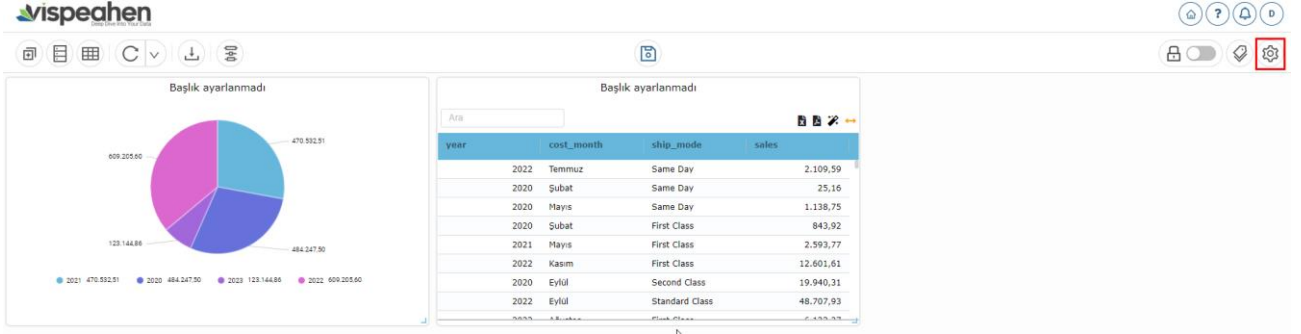 vispeahen
Deep Dive Into Your Data
? D
Başlık ayarlanmadı
470.532,51
609.205,60
123.144,86
484.247,50
2021 470.532,51 2020 484.247,50 2023 123.144,86 2022 609.205,60
Başlık ayarlanmadı
Ara
year cost_month ship_mode sales
2022 Temmuz Same Day 2.109,59
2020 Şubat Same Day 25,16
2020 Mayıs Same Day 1.138,75
2020 Şubat First Class 843,92
2021 Mayıs First Class 2.593,77
2022 Kasım First Class 12.601,61
2020 Eylül Second Class 19.940,31
2022 Eylül Standard Class 48.707,93